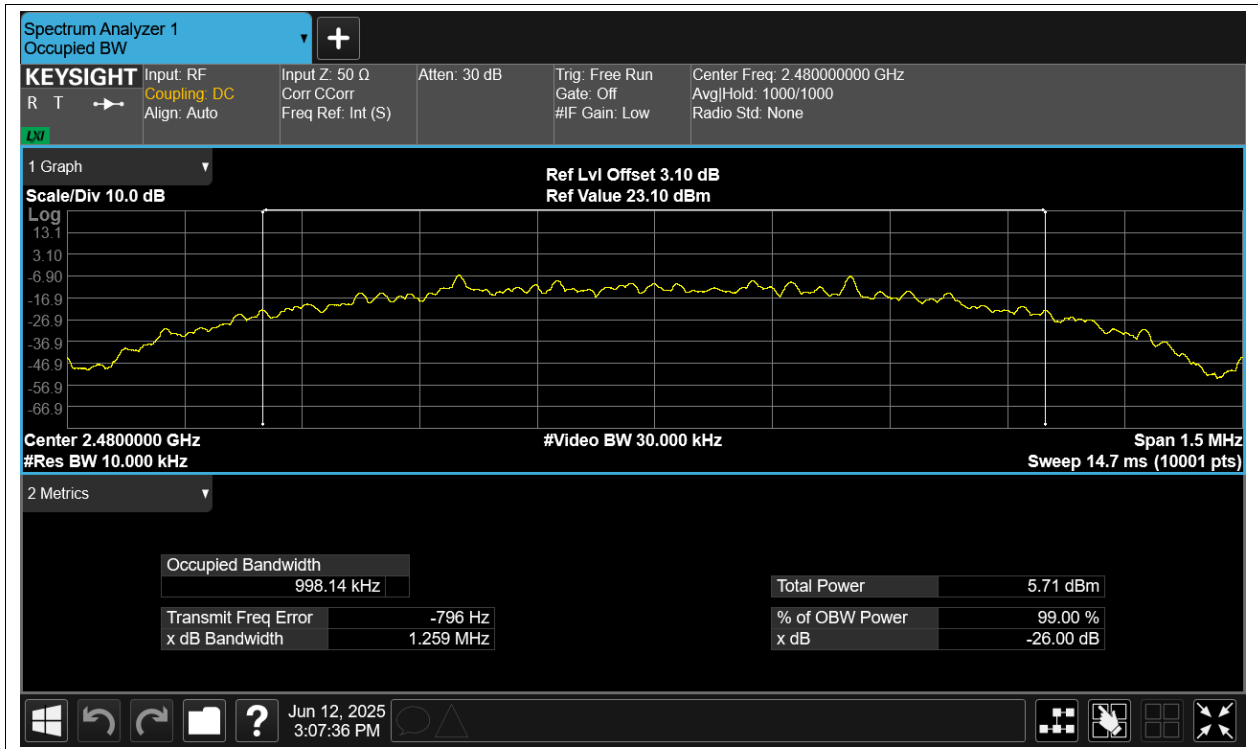 Spectrum Analyzer 1
Occupied BW
+
KEYSIGHT
R T
LXI
Input: RF
Coupling: DC
Align: Auto
Input Z: 50 Ω
Corr CCorr
Freq Ref: Int (S)
Atten: 30 dB
Trig: Free Run
Gate: Off
#IF Gain: Low
Center Freq: 2.480000000 GHz
Avg|Hold: 1000/1000
Radio Std: None
1 Graph
Scale/Div 10.0 dB
Ref Lvl Offset 3.10 dB
Ref Value 23.10 dBm
Log
13.1
3.10
-6.90
-16.9
-26.9
-36.9
-46.9
-56.9
-66.9
Center 2.4800000 GHz
#Video BW 30.000 kHz
Span 1.5 MHz
#Res BW 10.000 kHz
Sweep 14.7 ms (10001 pts)
2 Metrics
Occupied Bandwidth
998.14 kHz
Transmit Freq Error -796 Hz
x dB Bandwidth 1.259 MHz
Total Power 5.71 dBm
% of OBW Power 99.00 %
x dB -26.00 dB
?
Jun 12, 2025
3:07:36 PM